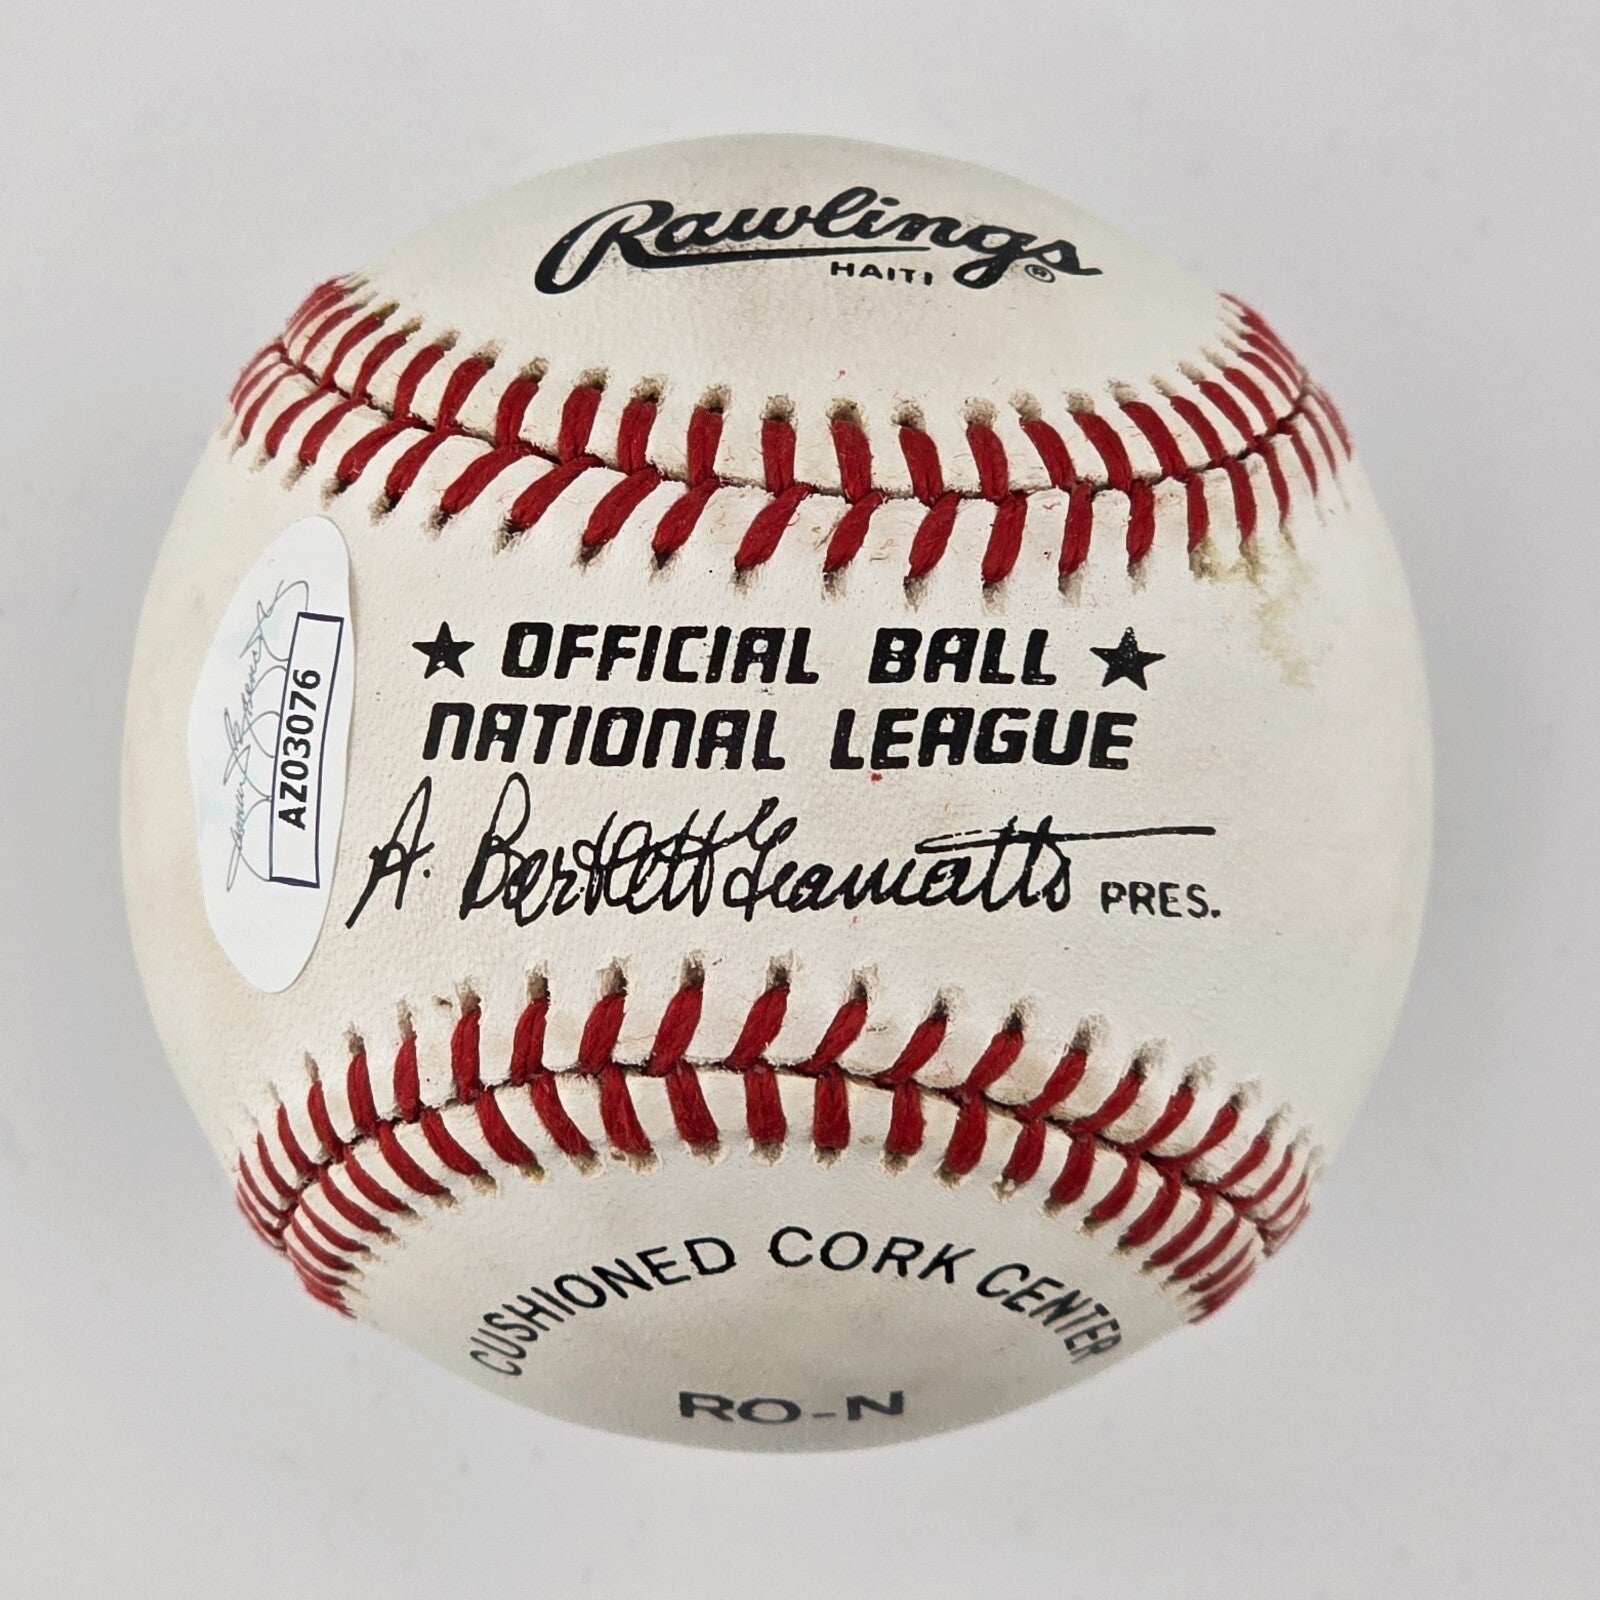 Rawlings®
HAITI
★ OFFICIAL BALL ★
NATIONAL LEAGUE
A. Bartlett Giamatti PRES.
AZ03076
CUSHIONED CORK CENTER
RO-N